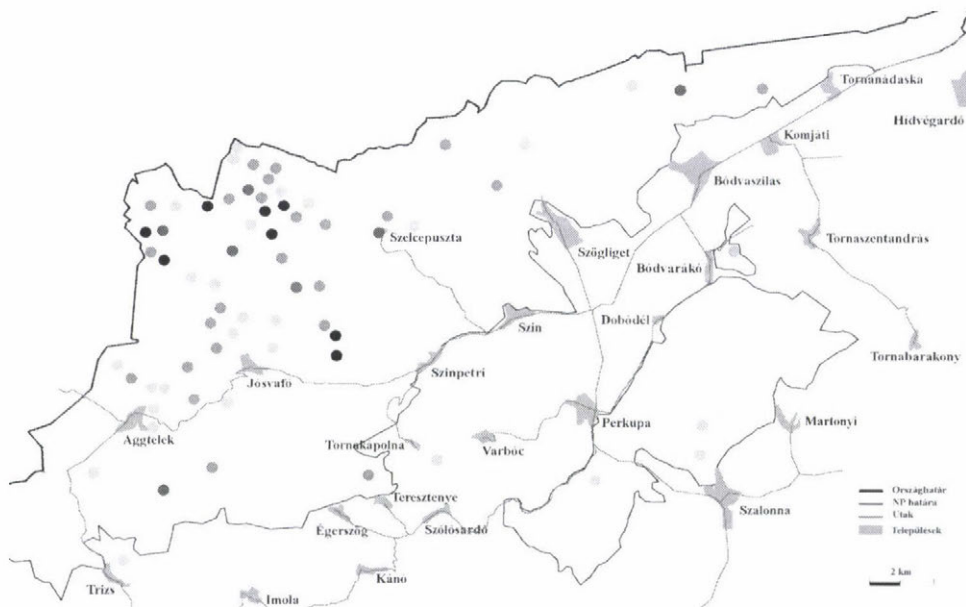 Tornanádaska
Hídvégardó
Komjáti
Bódvaszilas
Tornaszentandrás
Szelcepuszta
Szögliget
Bódvarákó
Szin
Dobódél
Tornabarakony
Jósvafő
Szinpetri
Aggtelek
Tornakápolna
Varbóc
Perkupa
Martonyi
Teresztenye
Égerszög
Szőlősardó
Szalonna
Trizs
Imola
Kánó
Országhatár
NP határa
Utak
Települések
2 km